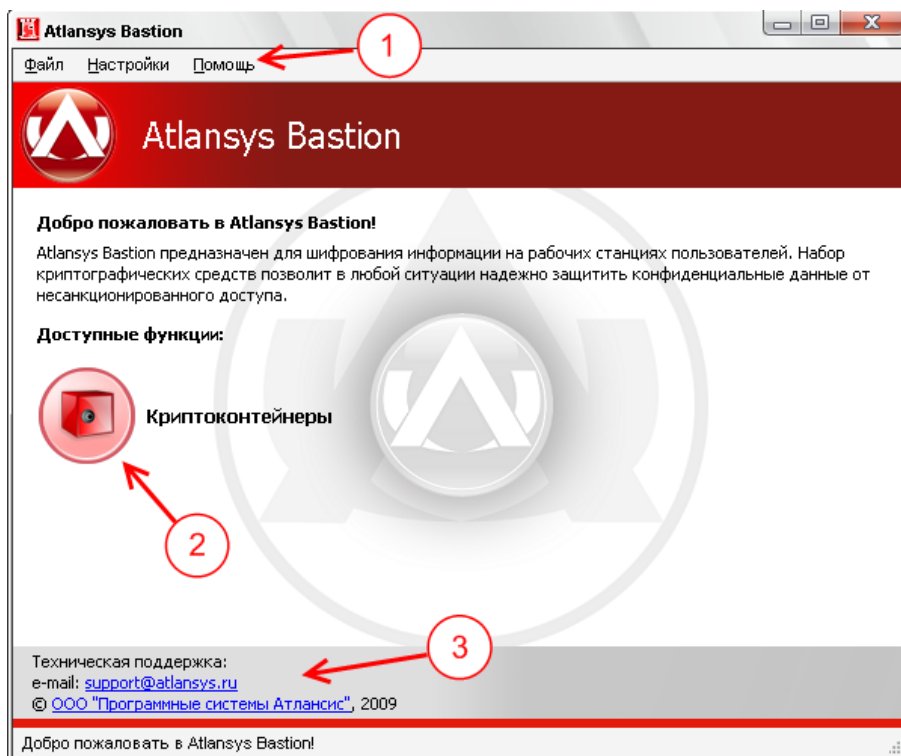 Atlansys Bastion
1
Файл Настройки Помощь
Atlansys Bastion
Добро пожаловать в Atlansys Bastion!
Atlansys Bastion предназначен для шифрования информации на рабочих станциях пользователей. Набор
криптографических средств позволит в любой ситуации надежно защитить конфиденциальные данные от
несанкционированного доступа.
Доступные функции:
Криптоконтейнеры
2
3
Техническая поддержка:
e-mail: support@atlansys.ru
© ООО "Программные системы Атлансис", 2009
Добро пожаловать в Atlansys Bastion!